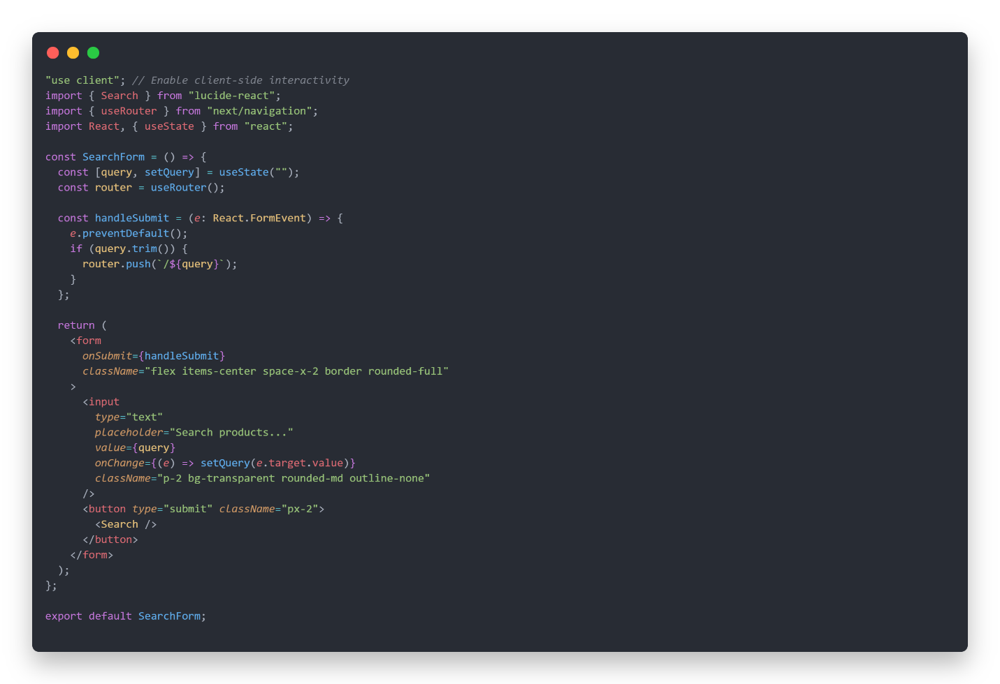 "use client"; // Enable client-side interactivity
import { Search } from "lucide-react";
import { useRouter } from "next/navigation";
import React, { useState } from "react";

const SearchForm = () => {
  const [query, setQuery] = useState("");
  const router = useRouter();

  const handleSubmit = (e: React.FormEvent) => {
    e.preventDefault();
    if (query.trim()) {
      router.push(`/${query}`);
    }
  };

  return (
    <form
      onSubmit={handleSubmit}
      className="flex items-center space-x-2 border rounded-full"
    >
      <input
        type="text"
        placeholder="Search products..."
        value={query}
        onChange={(e) => setQuery(e.target.value)}
        className="p-2 bg-transparent rounded-md outline-none"
      />
      <button type="submit" className="px-2">
        <Search />
      </button>
    </form>
  );
};

export default SearchForm;